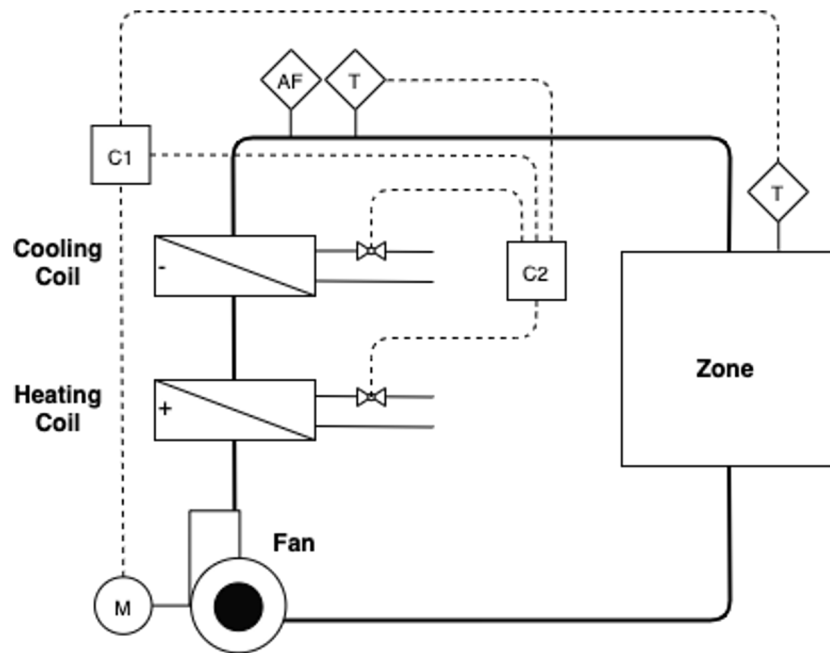 AF
T
C1
T
Cooling
Coil
-
C2
Heating
Coil
+
Zone
Fan
M